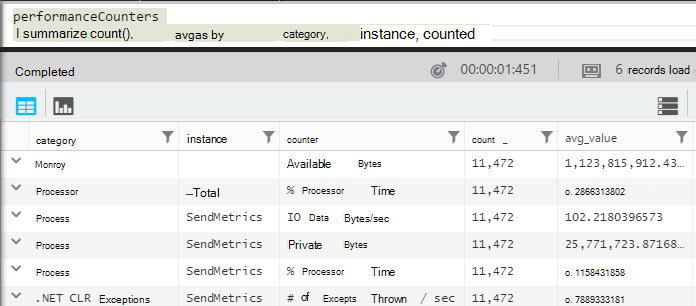 performanceCounters
I summarize count(). avgas by category, instance, counted
Completed 00:00:01:451 6 records load
category instance counter count _ avg_value
Monroy Available Bytes 11,472 1,123,815,912.43...
Processor —Total % Processor Time 11,472 o. 2866313802
Process SendMetrics IO Data Bytes/sec 11,472 102.2180396573
Process SendMetrics Private Bytes 11,472 25,771,723.87168...
Process SendMetrics % Processor Time 11,472 o. 1158431858
.NET CLR Exceptions SendMetrics # of Excepts Thrown / sec 11,472 o. 7889333181